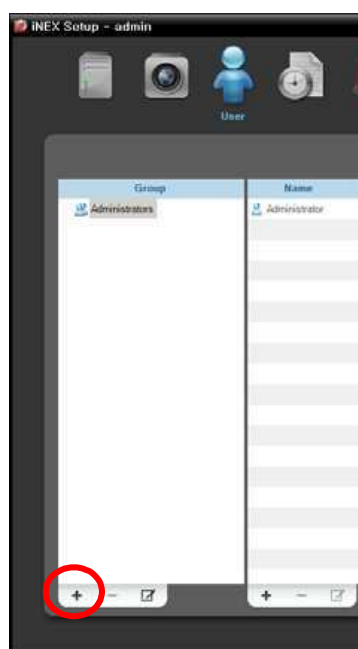 iNEX Setup - admin
User
Group
Name
Administrators
Administrator